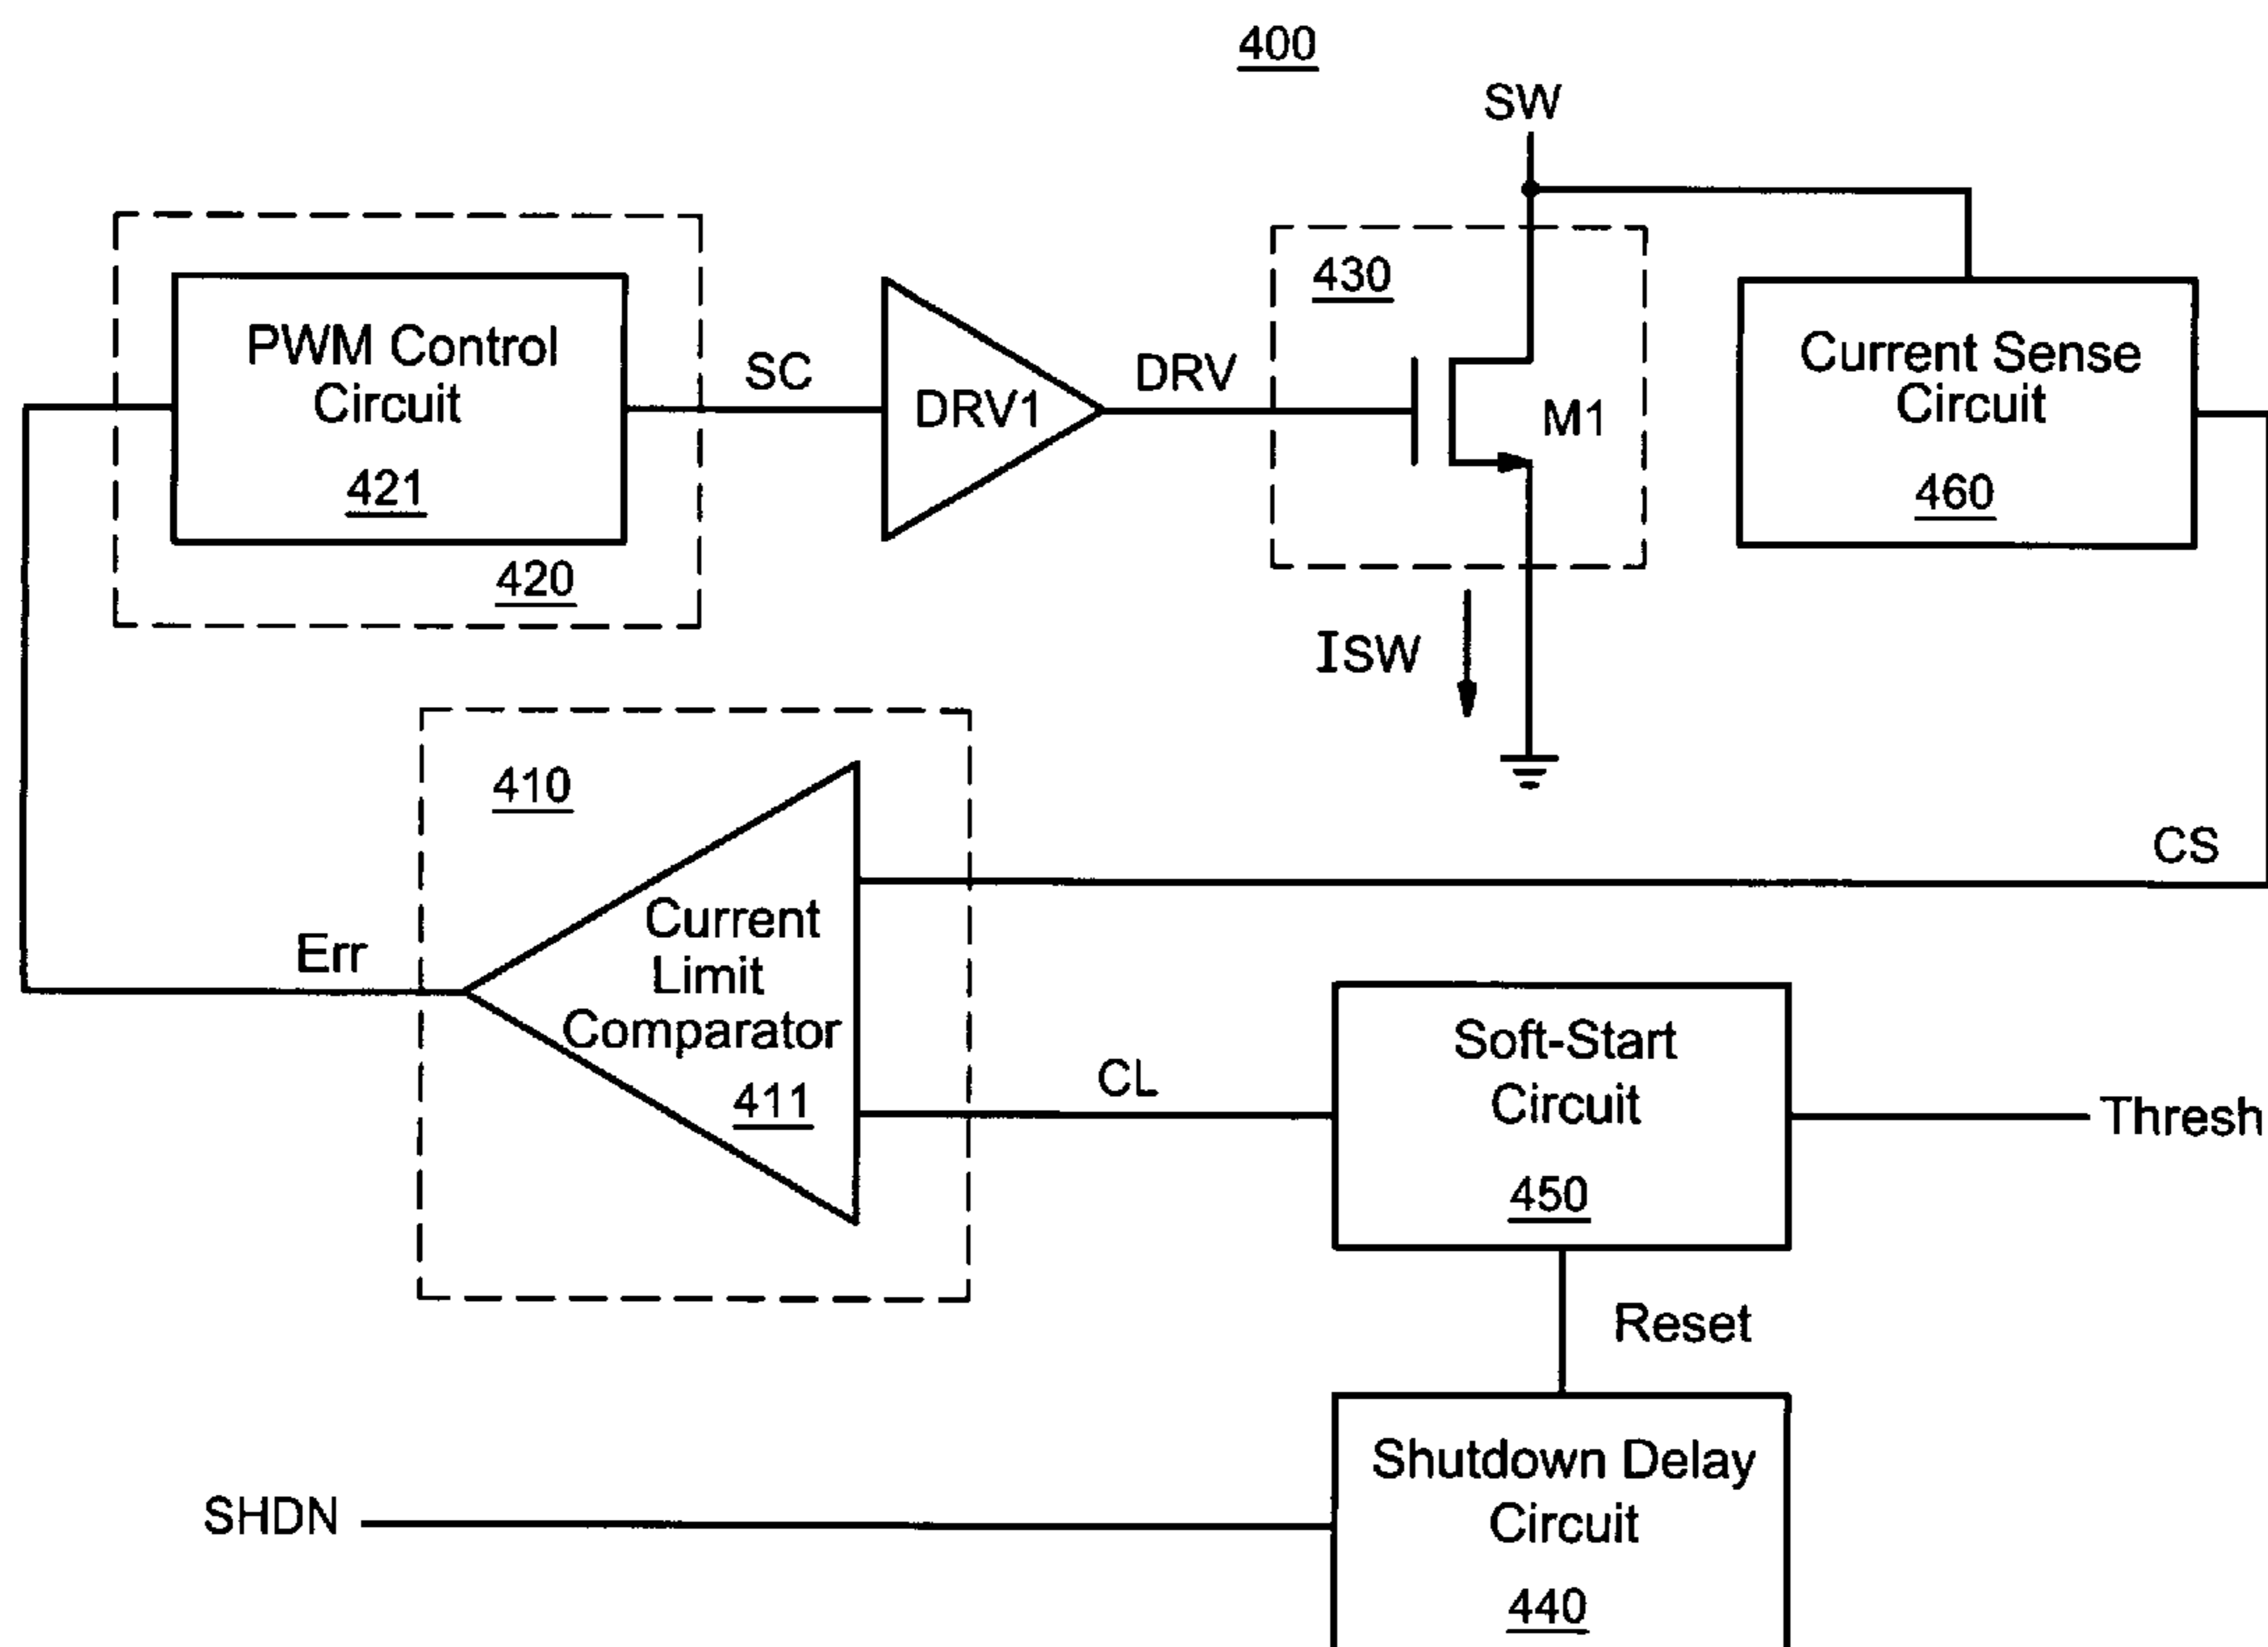 400
SW
430
PWM Control
Circuit
421
420
SC
DRV1
DRV
M1
Current Sense
Circuit
460
ISW
410
CS
Current
Limit
Comparator
411
Err
CL
Soft-Start
Circuit
450
Thresh
Reset
SHDN
Shutdown Delay
Circuit
440